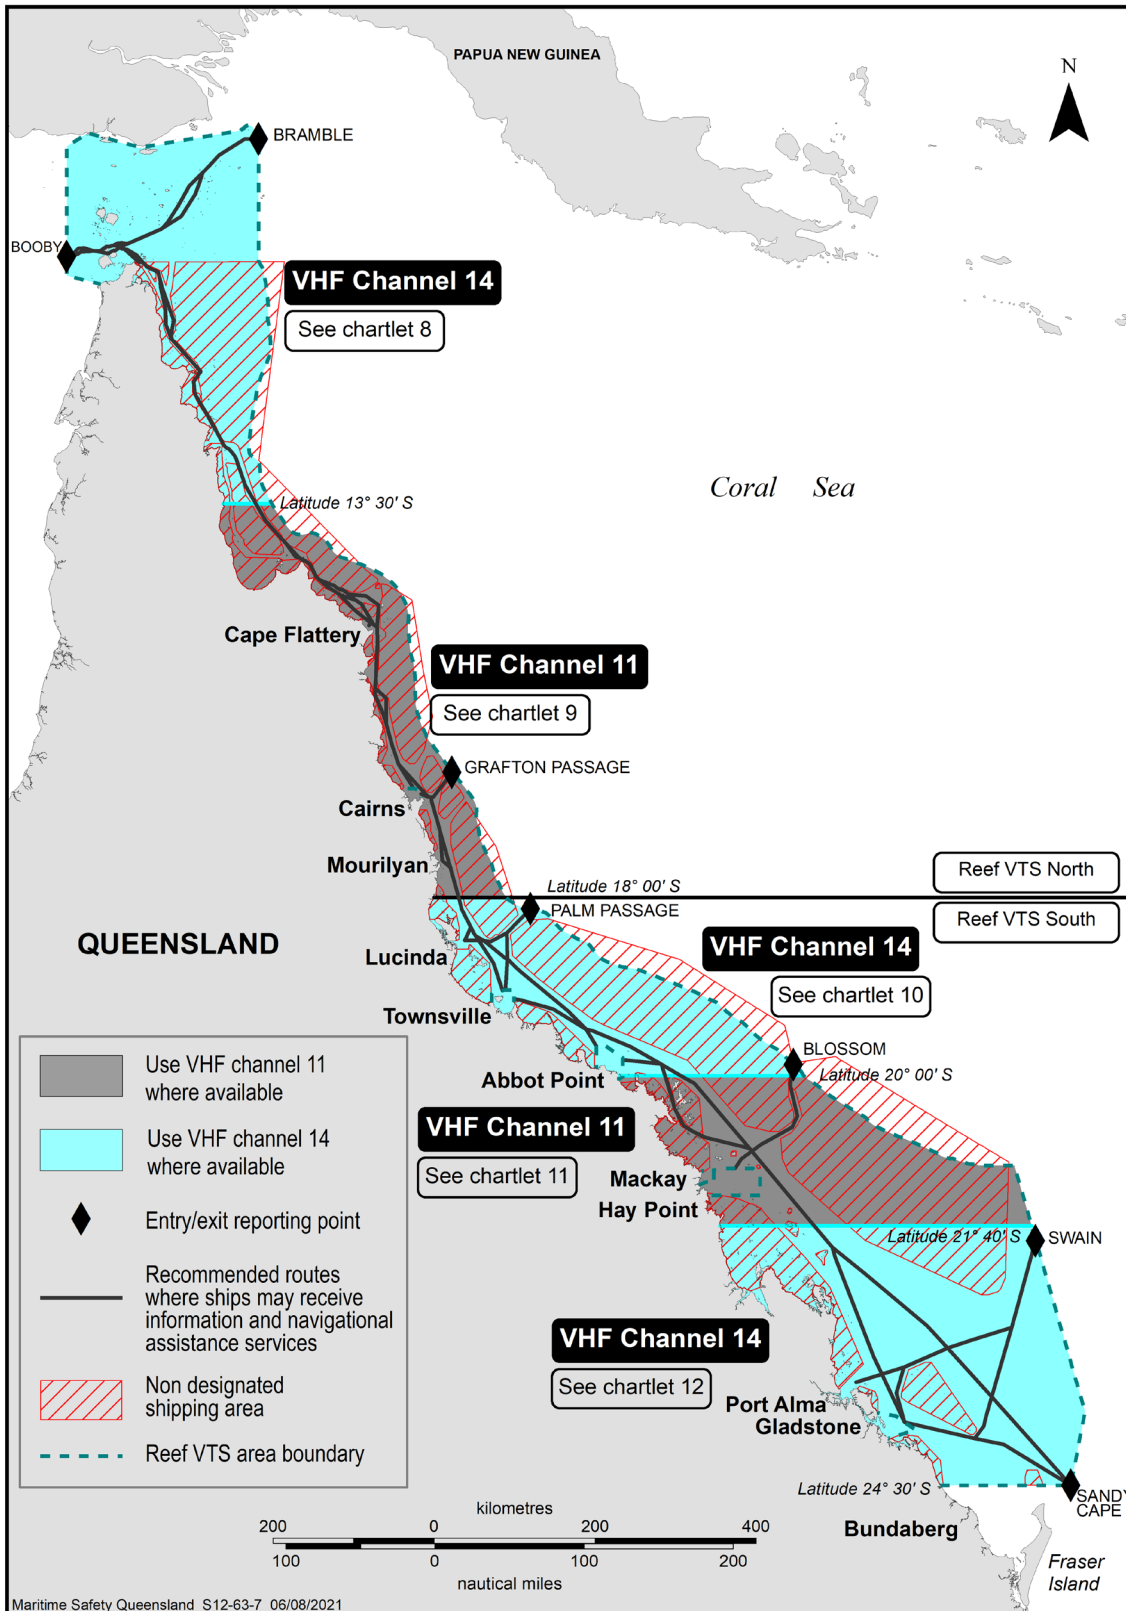 PAPUA NEW GUINEA
N
BRAMBLE
BOOBY
VHF Channel 14
See chartlet 8
Coral Sea
Latitude 13° 30' S
Cape Flattery
VHF Channel 11
See chartlet 9
GRAFTON PASSAGE
Cairns
Mourilyan
Reef VTS North
Latitude 18° 00' S
PALM PASSAGE
Reef VTS South
QUEENSLAND
VHF Channel 14
Lucinda
See chartlet 10
Townsville
BLOSSOM
Abbot Point
Latitude 20° 00' S
VHF Channel 11
See chartlet 11
Mackay
Hay Point
Latitude 21° 40' S
SWAIN
VHF Channel 14
See chartlet 12
Port Alma
Gladstone
Latitude 24° 30' S
SANDY
CAPE
Bundaberg
Fraser
Island
Use VHF channel 11
where available
Use VHF channel 14
where available
Entry/exit reporting point
Recommended routes
where ships may receive
information and navigational
assistance services
Non designated
shipping area
Reef VTS area boundary
kilometres
200 0 200 400
100 0 100 200
nautical miles
Maritime Safety Queensland S12-63-7 06/08/2021